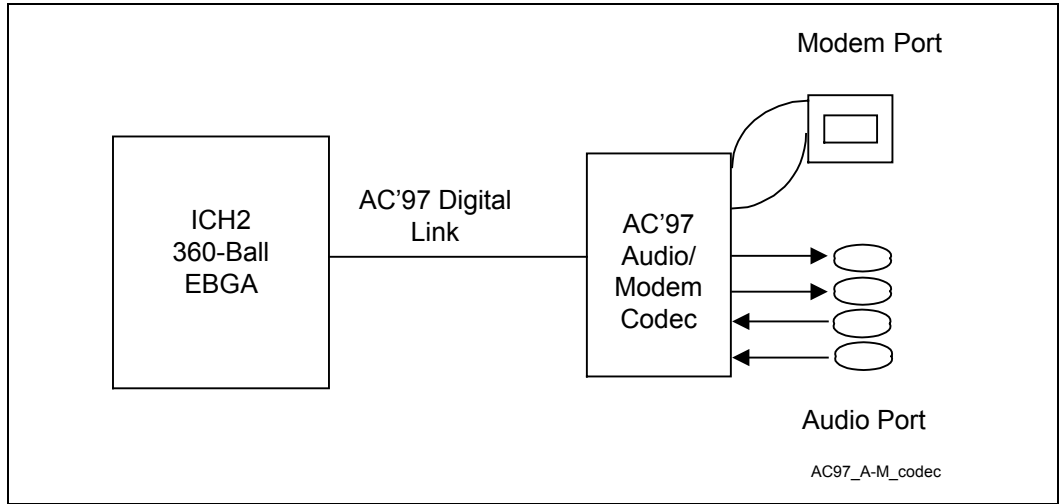 Modem Port
ICH2
360-Ball
EBGA
AC'97 Digital
Link
AC'97
Audio/
Modem
Codec
Audio Port
AC97_A-M_codec